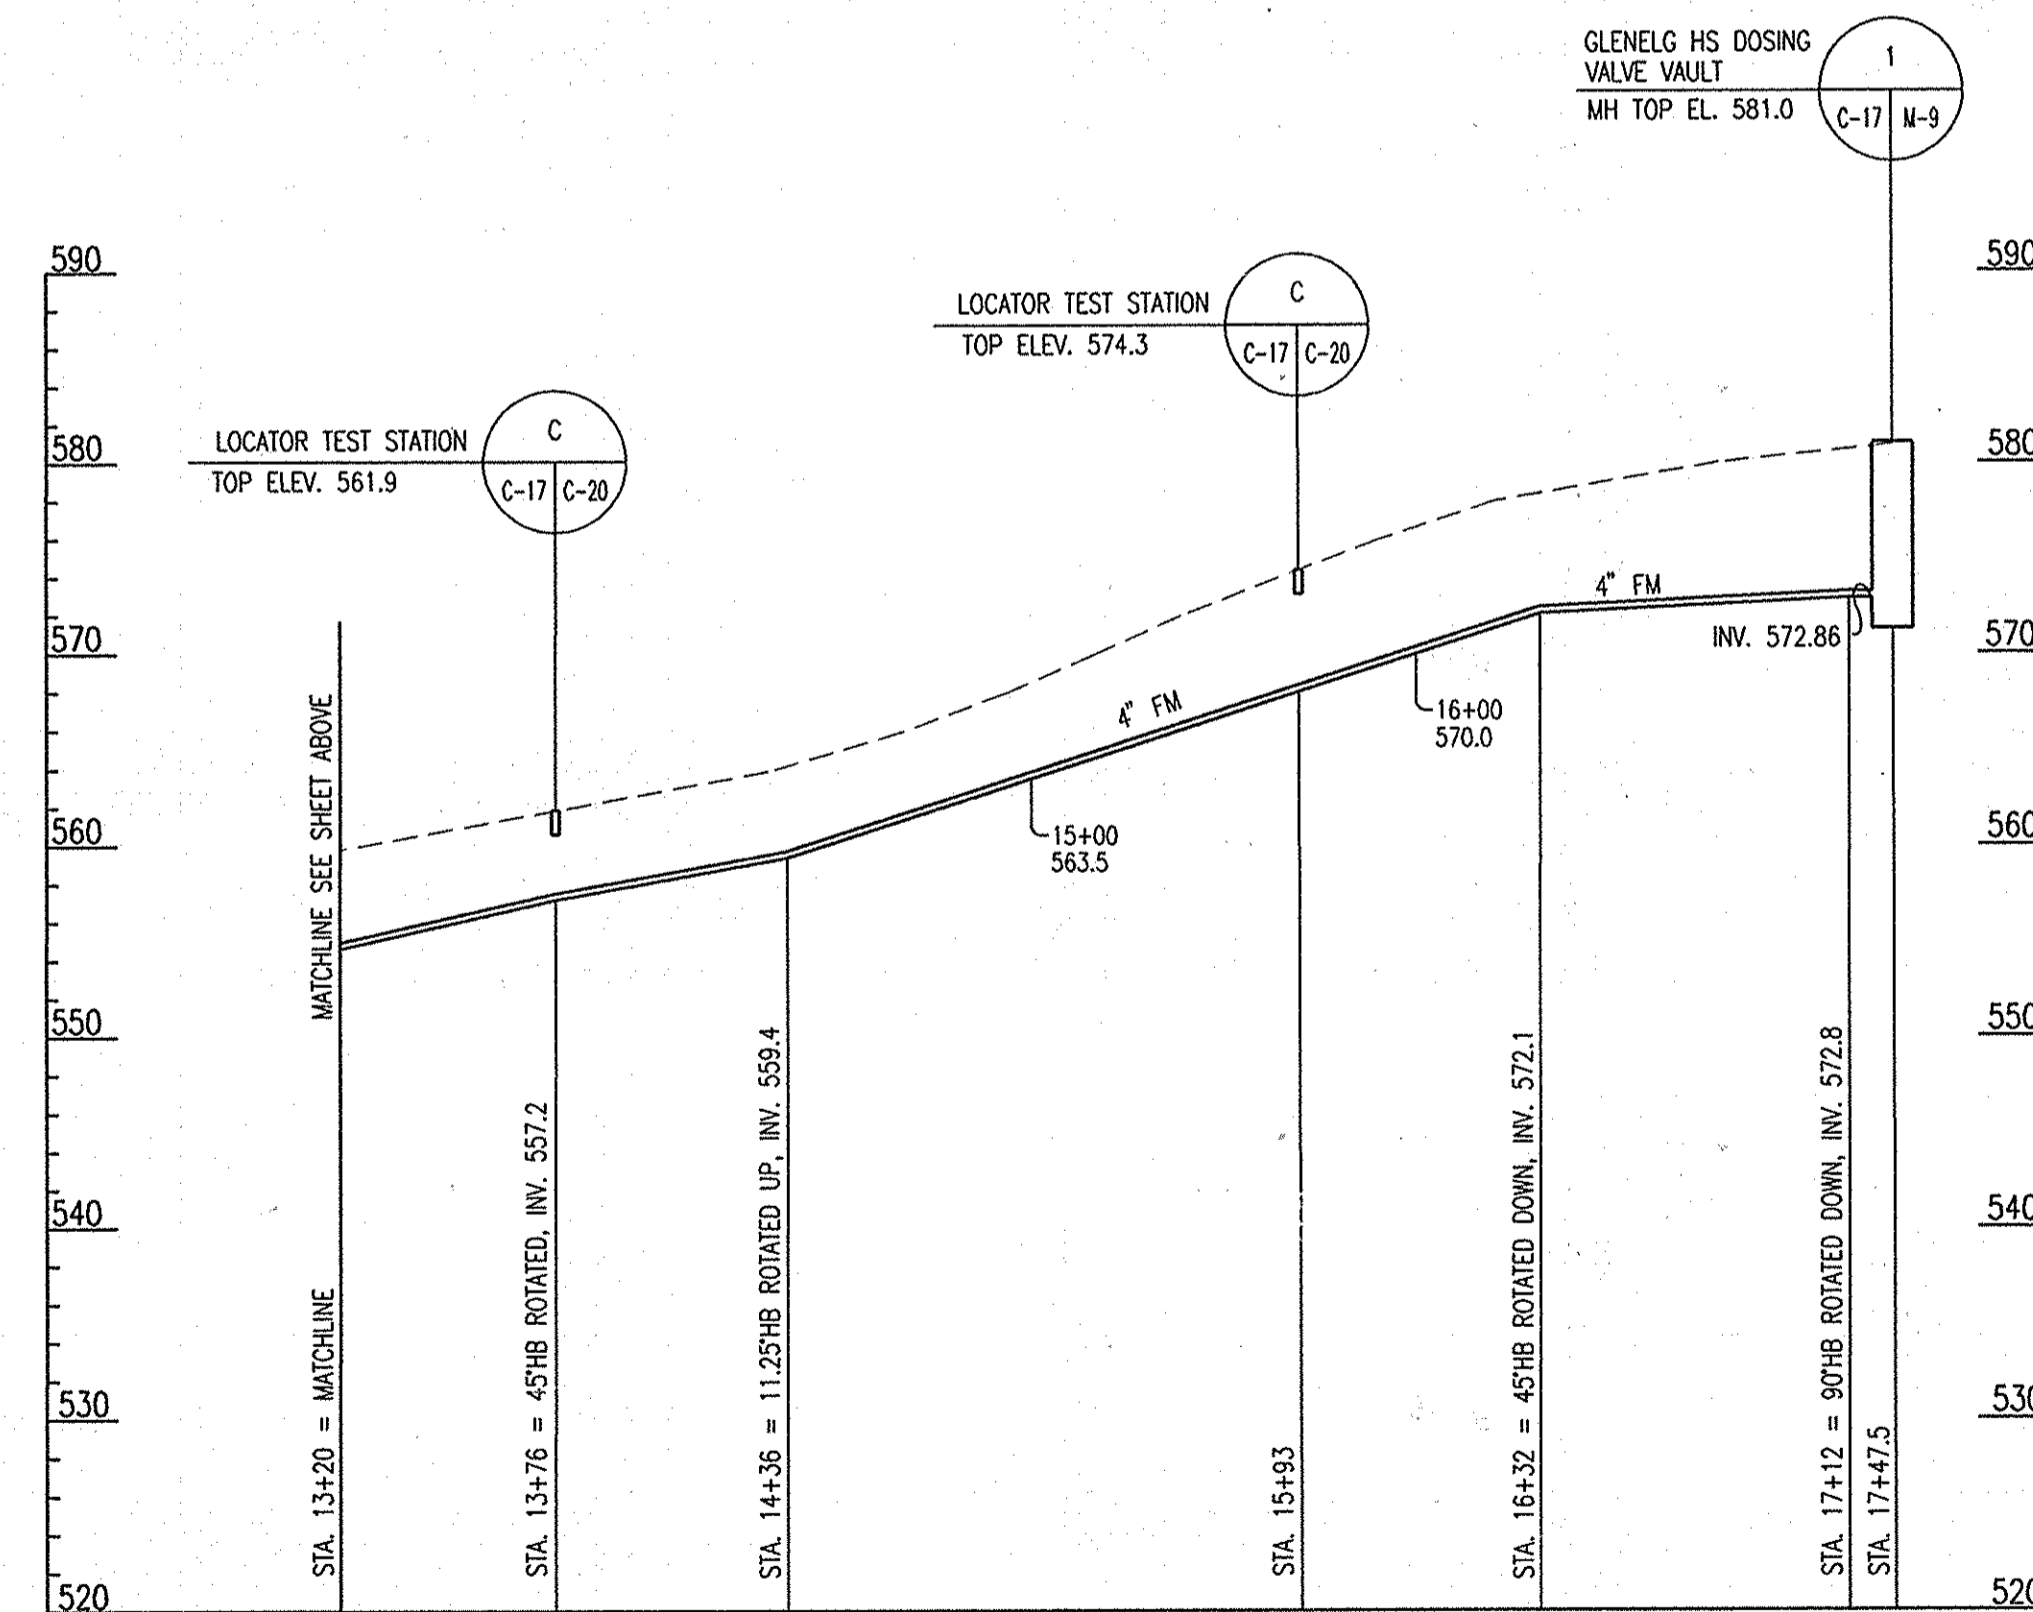 GLENELG HS DOSING
VALVE VAULT
MH TOP EL. 581.0
1
C-17 M-9
590
590
LOCATOR TEST STATION
TOP ELEV. 574.3
C
C-17 C-20
LOCATOR TEST STATION
TOP ELEV. 561.9
C
C-17 C-20
580
580
570
570
4" FM
INV. 572.86
4" FM
16+00
570.0
15+00
563.5
560
560
550
550
540
540
530
530
520
520
MATCHLINE SEE SHEET ABOVE
STA. 13+20 = MATCHLINE
STA. 13+76 = 45°HB ROTATED, INV. 557.2
STA. 14+36 = 11.25°HB ROTATED UP, INV. 559.4
STA. 15+93
STA. 16+32 = 45°HB ROTATED DOWN, INV. 572.1
STA. 17+12 = 90°HB ROTATED DOWN, INV. 572.8
STA. 17+47.5